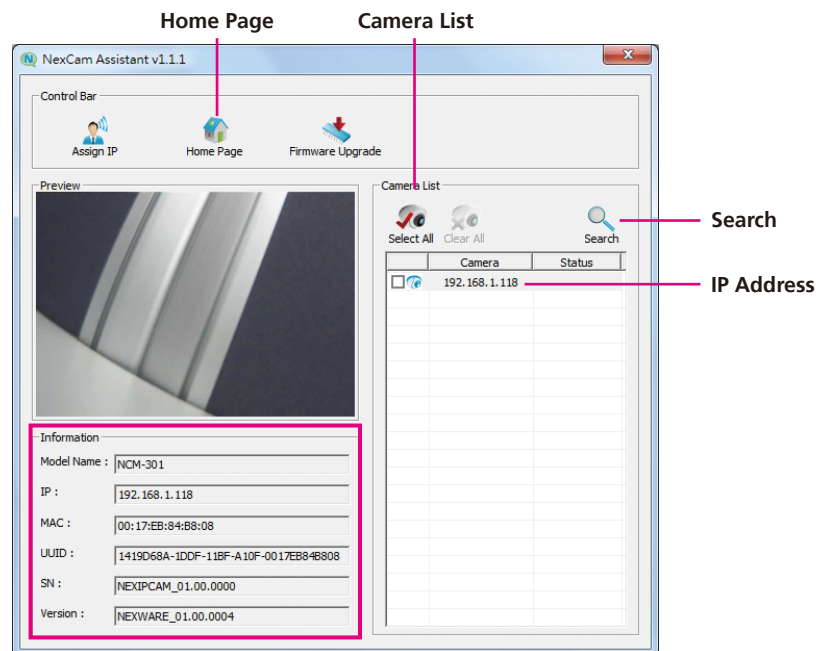 Home Page
Camera List
NexCam Assistant v1.1.1
Control Bar
Assign IP
Home Page
Firmware Upgrade
Preview
Camera List
Select All
Clear All
Search
Search
Camera
Status
192.168.1.118
IP Address
Information
Model Name :
NCM-301
IP :
192.168.1.118
MAC :
00:17:EB:84:B8:08
UUID :
1419D68A-1DDF-11BF-A10F-0017EB84B808
SN :
NEXIPCAM_01.00.0000
Version :
NEXWARE_01.00.0004